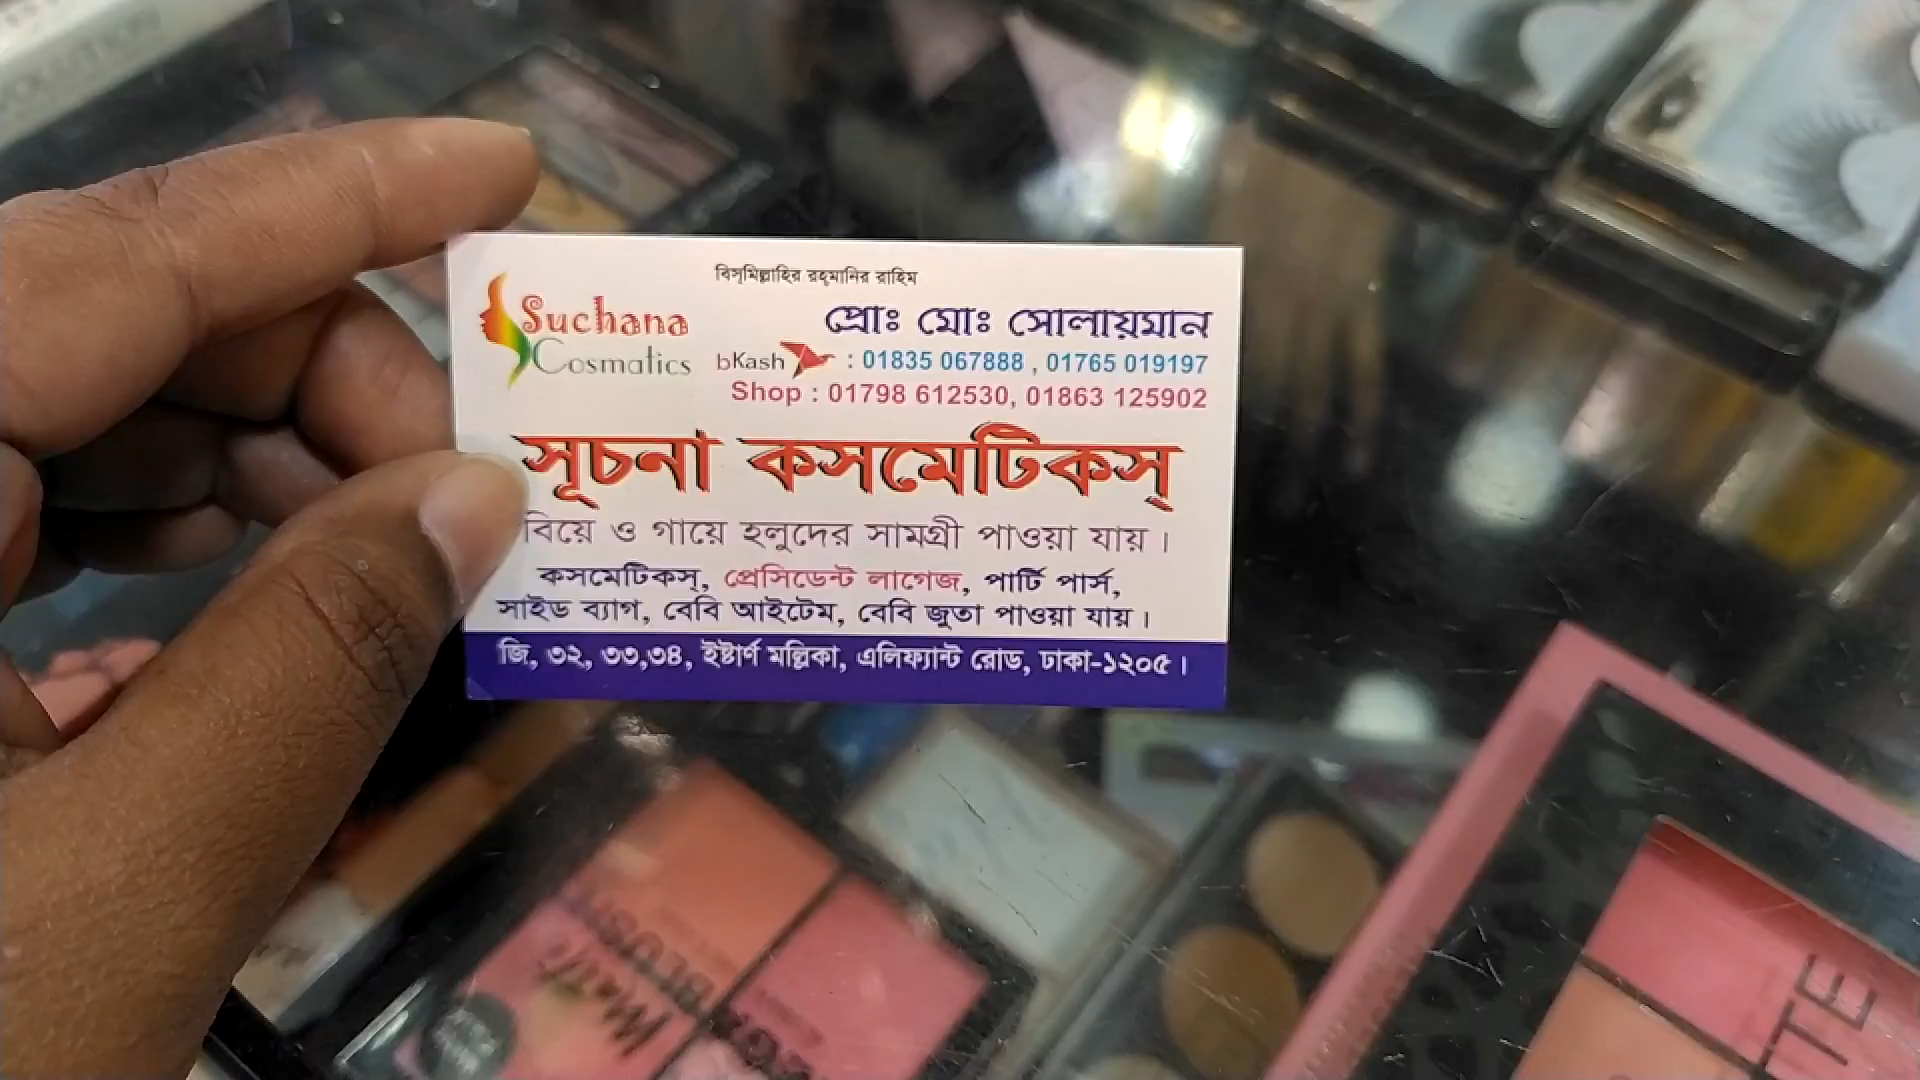 বিস্‌মিল্লাহির রহ্‌মানির রাহিম
Suchana
Cosmatics
প্রোঃ মোঃ সোলায়মান
bKash : 01835 067888 , 01765 019197
Shop : 01798 612530, 01863 125902
সূচনা কসমেটিকস্
বিয়ে ও গায়ে হলুদের সামগ্রী পাওয়া যায়।
কসমেটিকস্, প্রেসিডেন্ট লাগেজ, পার্টি পার্স,
সাইড ব্যাগ, বেবি আইটেম, বেবি জুতা পাওয়া যায়।
জি, ৩২, ৩৩,৩৪, ইষ্টার্ণ মল্লিকা, এলিফ্যান্ট রোড, ঢাকা-১২০৫।